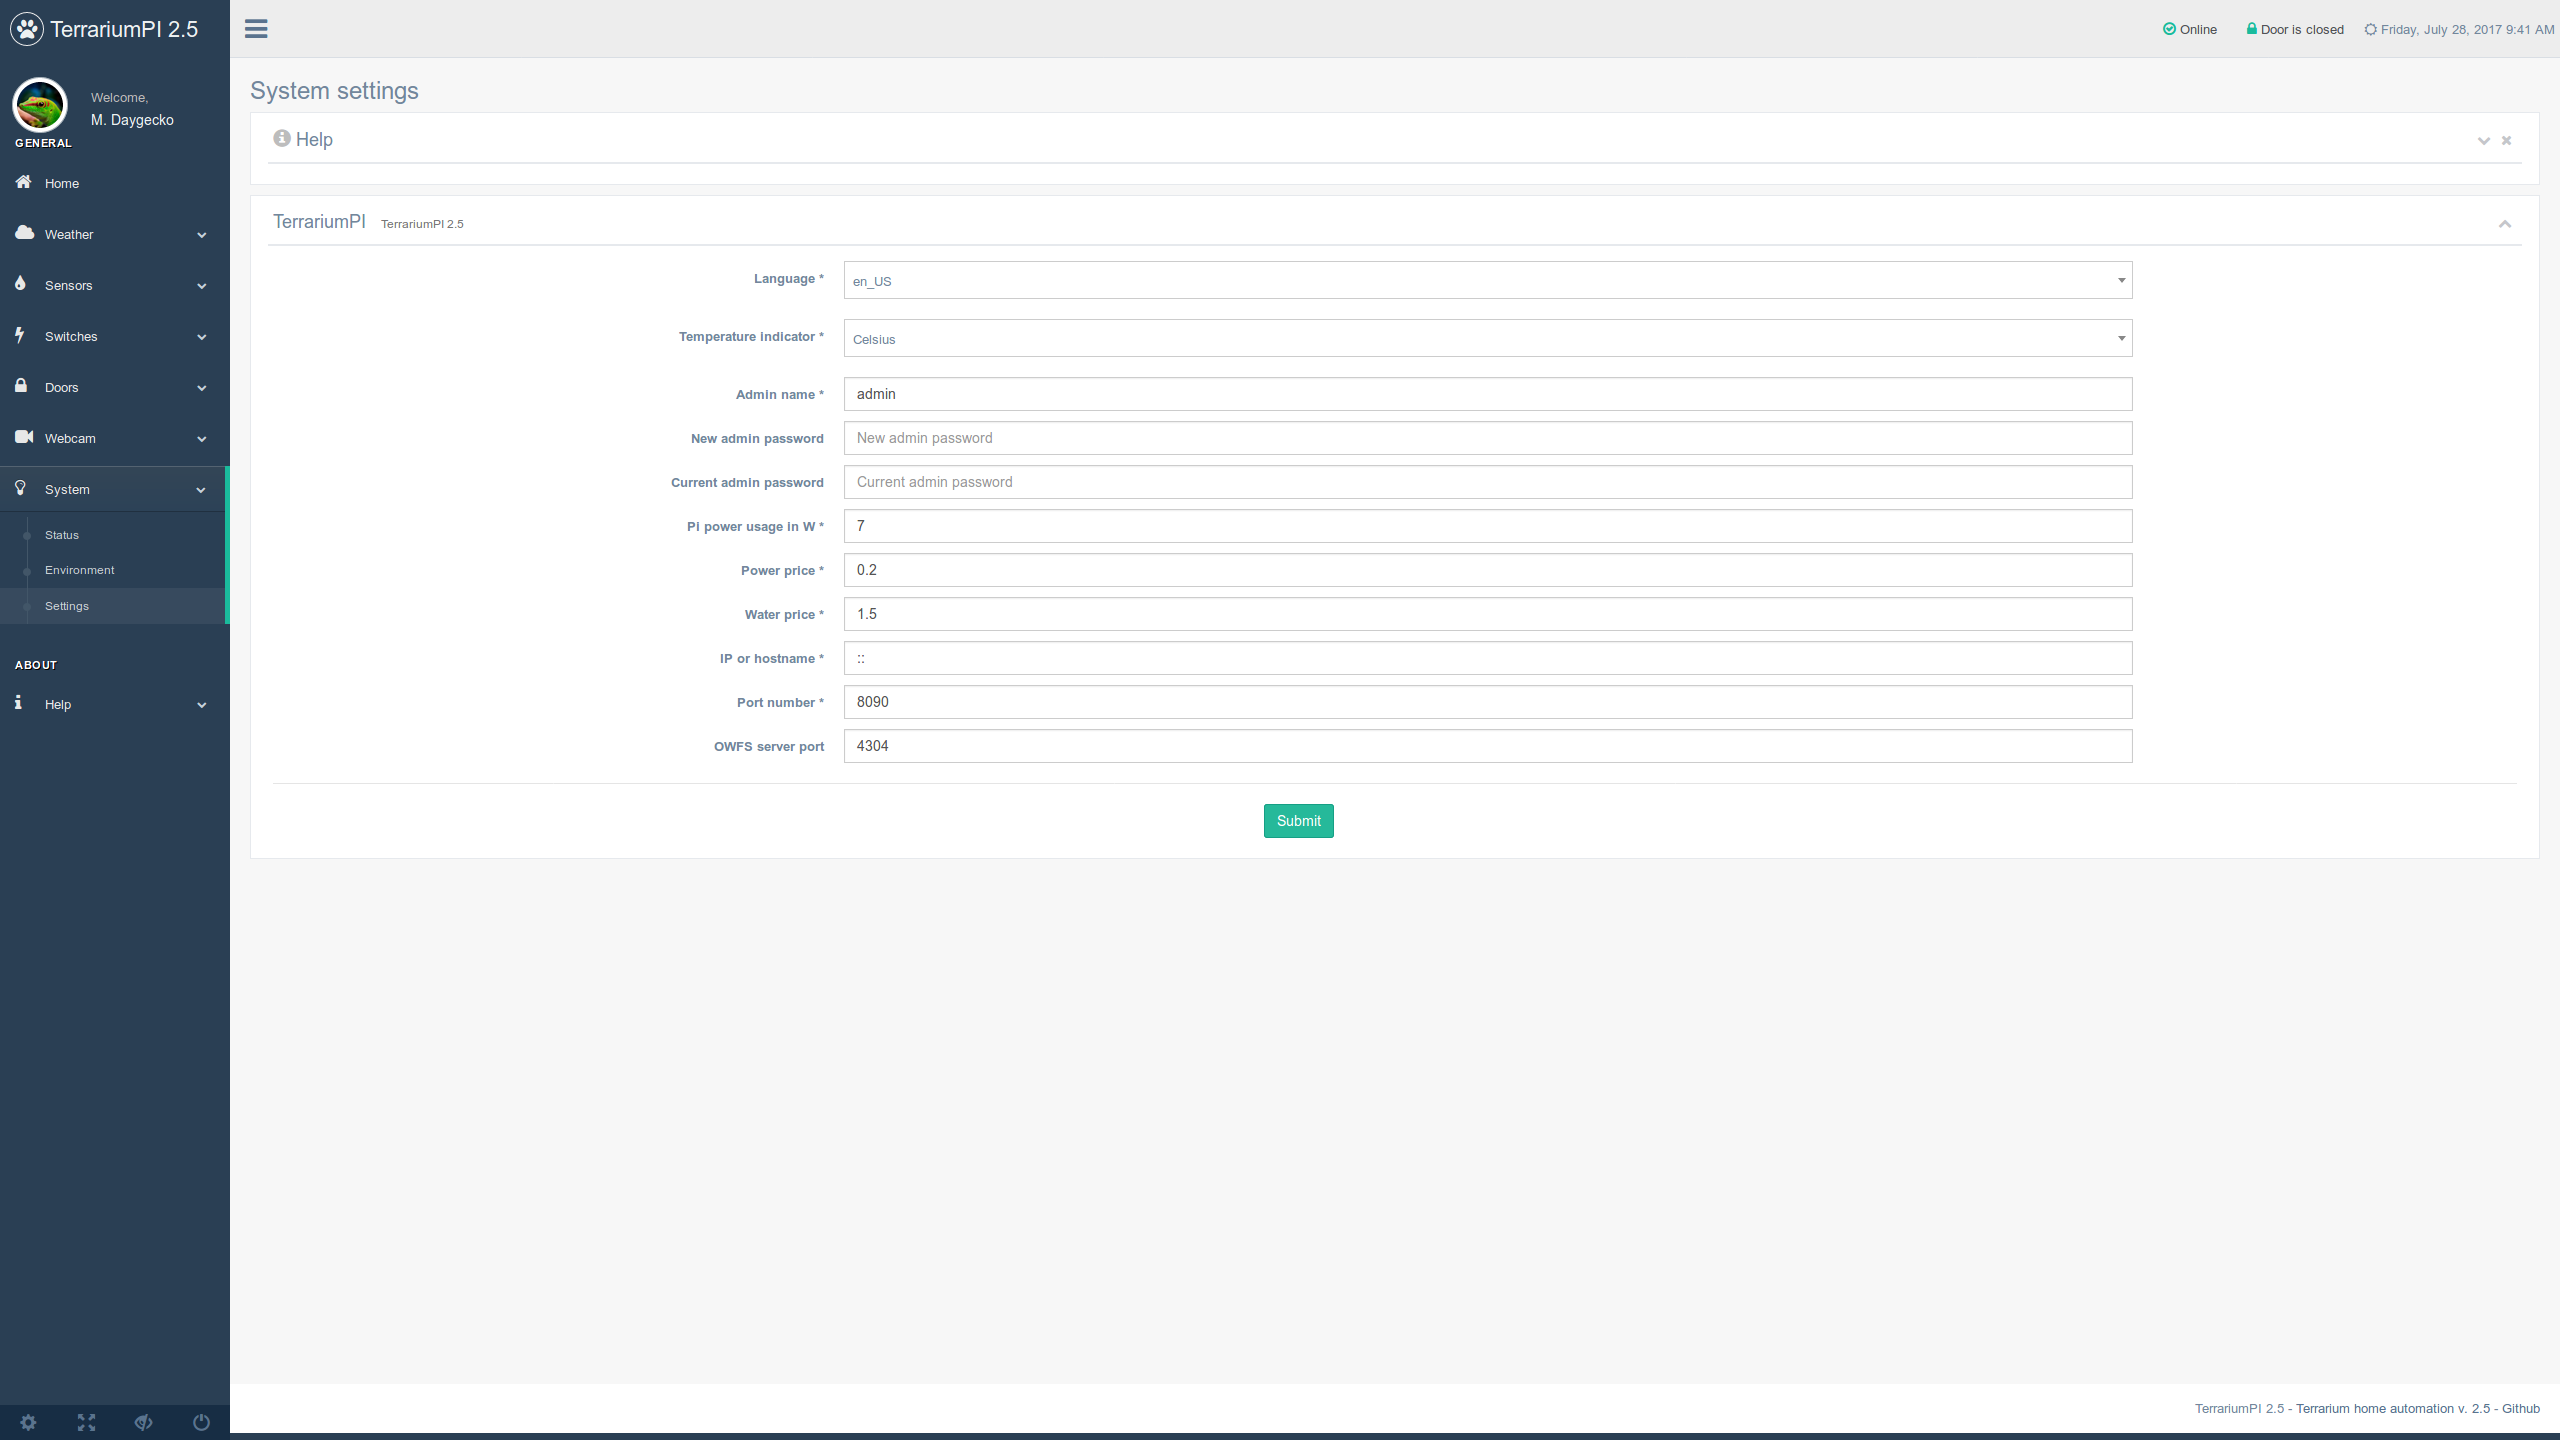 TerrariumPI 2.5
Online
Door is closed
Friday, July 28, 2017 9:41 AM
Welcome,
M. Daygecko
GENERAL
Home
Weather
Sensors
Switches
Doors
Webcam
System
Status
Environment
Settings
ABOUT
Help
System settings
Help
TerrariumPI TerrariumPI 2.5
Language * en_US
Temperature indicator * Celsius
Admin name * admin
New admin password New admin password
Current admin password Current admin password
Pi power usage in W * 7
Power price * 0.2
Water price * 1.5
IP or hostname * ::
Port number * 8090
OWFS server port 4304
Submit
TerrariumPI 2.5 - Terrarium home automation v. 2.5 - Github